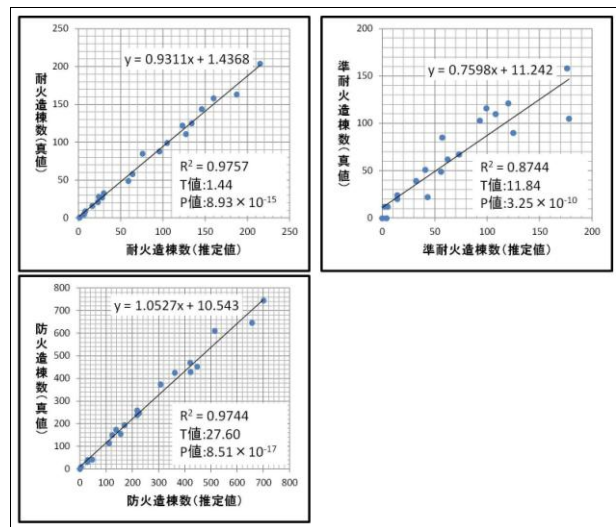 250
200
150
100
50
0
耐火造棟数(真値)
y = 0.9311x + 1.4368
R² = 0.9757
T値:1.44
P値:8.93×10⁻¹⁵
0 50 100 150 200 250
耐火造棟数(推定値)
200
150
100
50
0
準耐火造棟数(真値)
y = 0.7598x + 11.242
R² = 0.8744
T値:11.84
P値:3.25×10⁻¹⁰
0 50 100 150 200
準耐火造棟数(推定値)
800
700
600
500
400
300
200
100
0
防火造棟数(真値)
y = 1.0527x + 10.543
R² = 0.9744
T値:27.60
P値:8.51×10⁻¹⁷
0 100 200 300 400 500 600 700 800
防火造棟数(推定値)